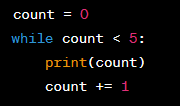 count = 0
while count < 5:
    print(count)
    count += 1